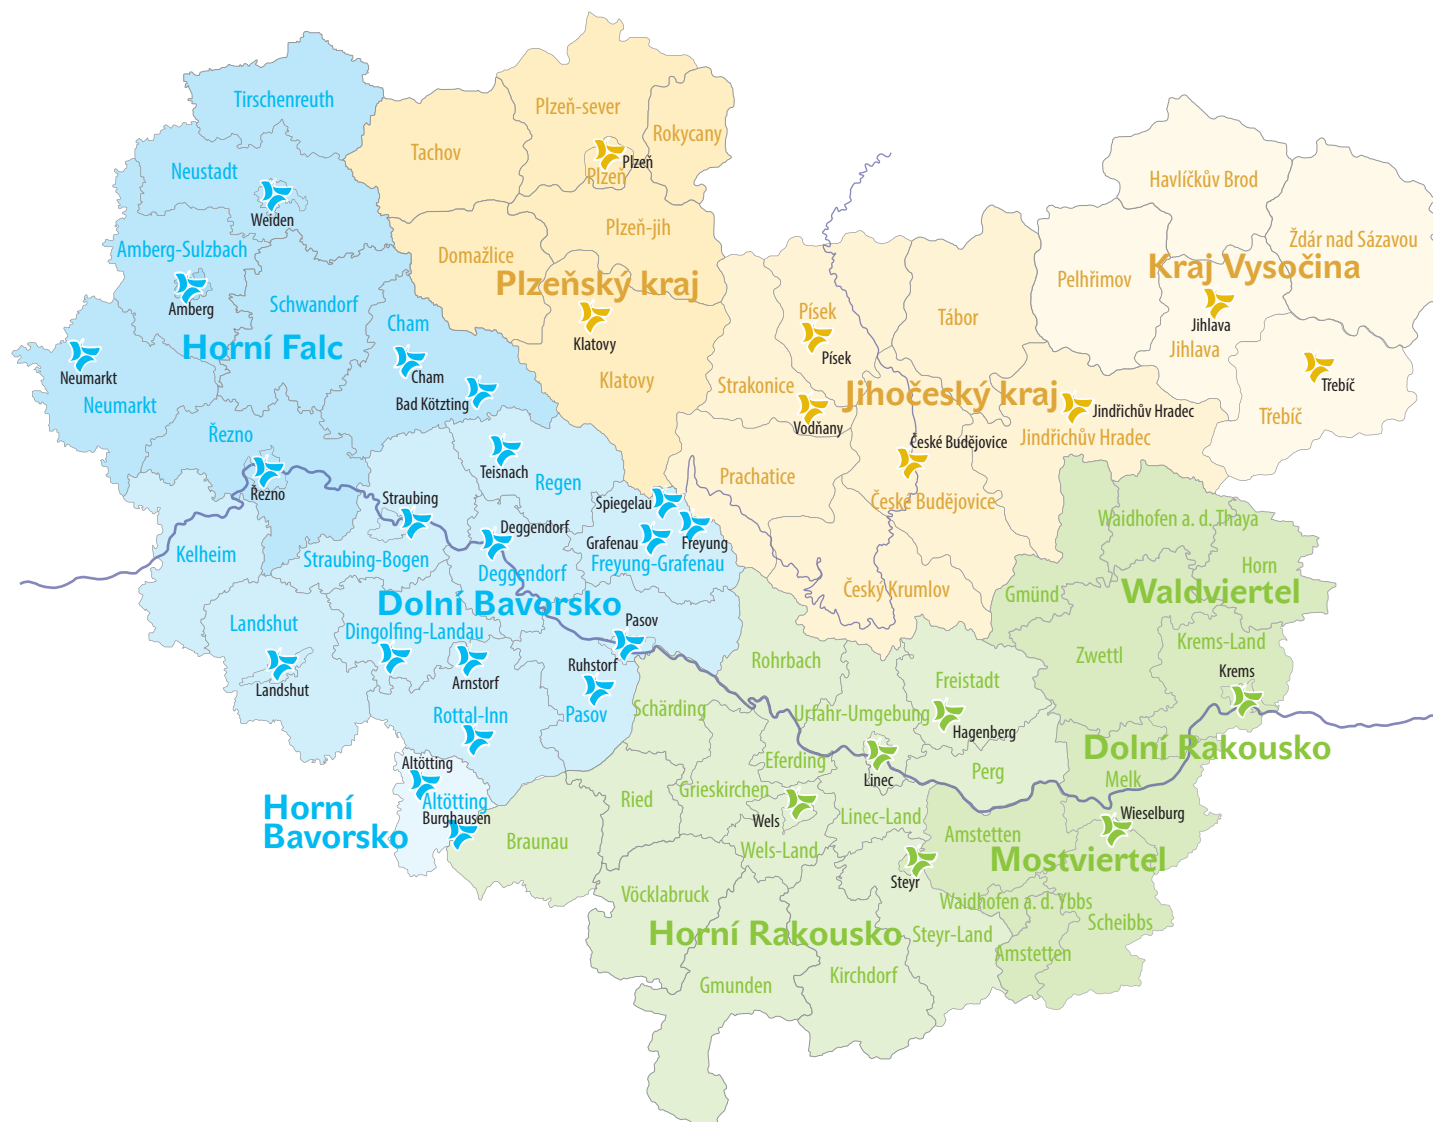 Tirschenreuth
Neustadt
Weiden
Amberg-Sulzbach
Amberg
Schwandorf
Cham
Horní Falc
Neumarkt
Neumarkt
Cham
Bad Kötzting
Řezno
Řezno
Tachov
Plzeň-sever
Rokycany
Plzeň
Plzeň
Plzeň-jih
Domažlice
Plzeňský kraj
Klatovy
Klatovy
Havlíčkův Brod
Ždár nad Sázavou
Pelhřimov
Kraj Vysočina
Jihlava
Jihlava
Třebíč
Třebíč
Písek
Písek
Tábor
Strakonice
Jihočeský kraj
Vodňany
Jindřichův Hradec
Jindřichův Hradec
České Budějovice
České Budějovice
Prachatice
Český Krumlov
Teisnach
Regen
Straubing
Spiegelau
Deggendorf
Grafenau
Freyung
Kelheim
Straubing-Bogen
Deggendorf
Freyung-Grafenau
Dolní Bavorsko
Landshut
Dingolfing-Landau
Pasov
Landshut
Arnstorf
Ruhstorf
Rottal-Inn
Pasov
Altötting
Altötting
Burghausen
Horní
Bavorsko
Waidhofen a. d. Thaya
Horn
Gmünd
Waldviertel
Zwettl
Krems-Land
Krems
Rohrbach
Freistadt
Schärding
Urfahr-Umgebung
Hagenberg
Dolní Rakousko
Eferding
Linec
Perg
Melk
Ried
Grieskirchen
Wels
Linec-Land
Wieselburg
Braunau
Wels-Land
Amstetten
Mostviertel
Steyr
Vöcklabruck
Waidhofen a. d. Ybbs
Scheibbs
Horní Rakousko
Steyr-Land
Amstetten
Gmunden
Kirchdorf